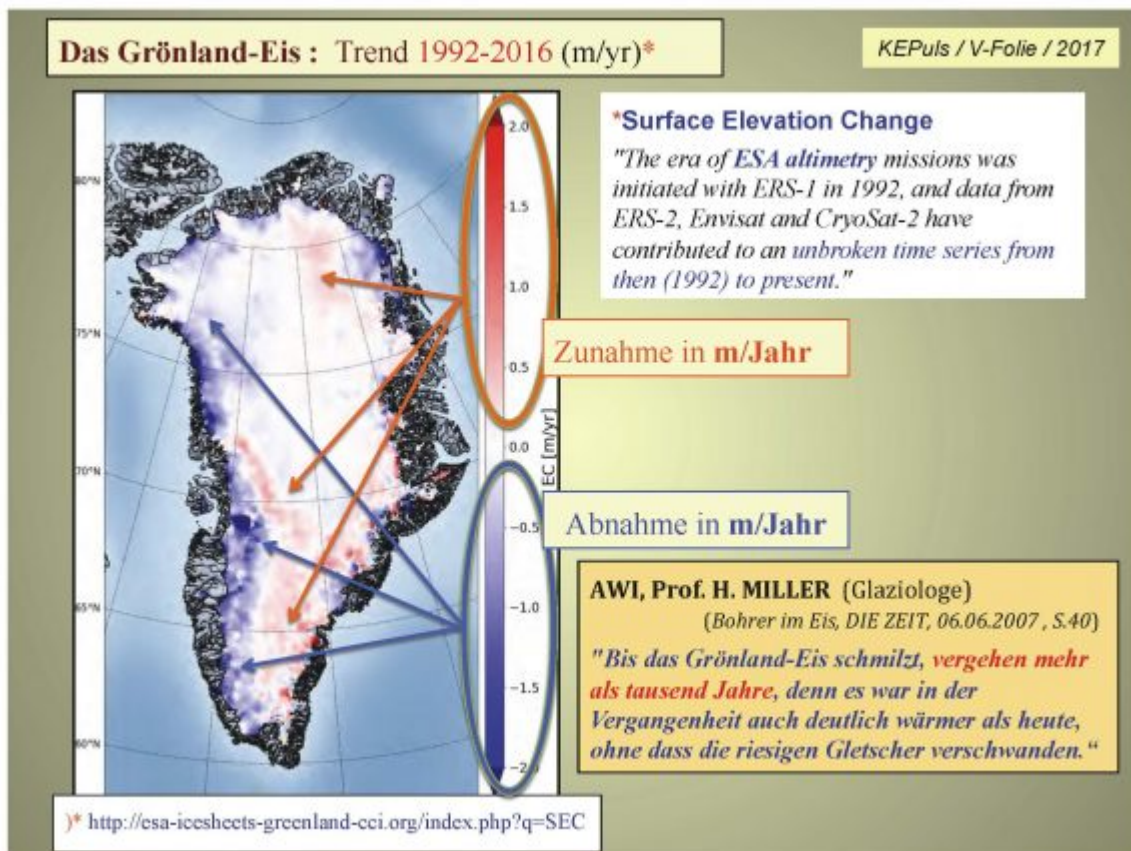 Das Grönland-Eis : Trend 1992-2016 (m/yr)*
KEPuls / V-Folie / 2017
*Surface Elevation Change
"The era of ESA altimetry missions was
initiated with ERS-1 in 1992, and data from
ERS-2, Envisat and CryoSat-2 have
contributed to an unbroken time series from
then (1992) to present."
80°N
75°N
70°N
65°N
60°N
2.0
1.5
1.0
0.5
0.0
−0.5
−1.0
−1.5
−2.
EC [m/yr]
Zunahme in m/Jahr
Abnahme in m/Jahr
AWI, Prof. H. MILLER (Glaziologe)
(Bohrer im Eis, DIE ZEIT, 06.06.2007 , S.40)
"Bis das Grönland-Eis schmilzt, vergehen mehr
als tausend Jahre, denn es war in der
Vergangenheit auch deutlich wärmer als heute,
ohne dass die riesigen Gletscher verschwanden.“
)* http://esa-icesheets-greenland-cci.org/index.php?q=SEC